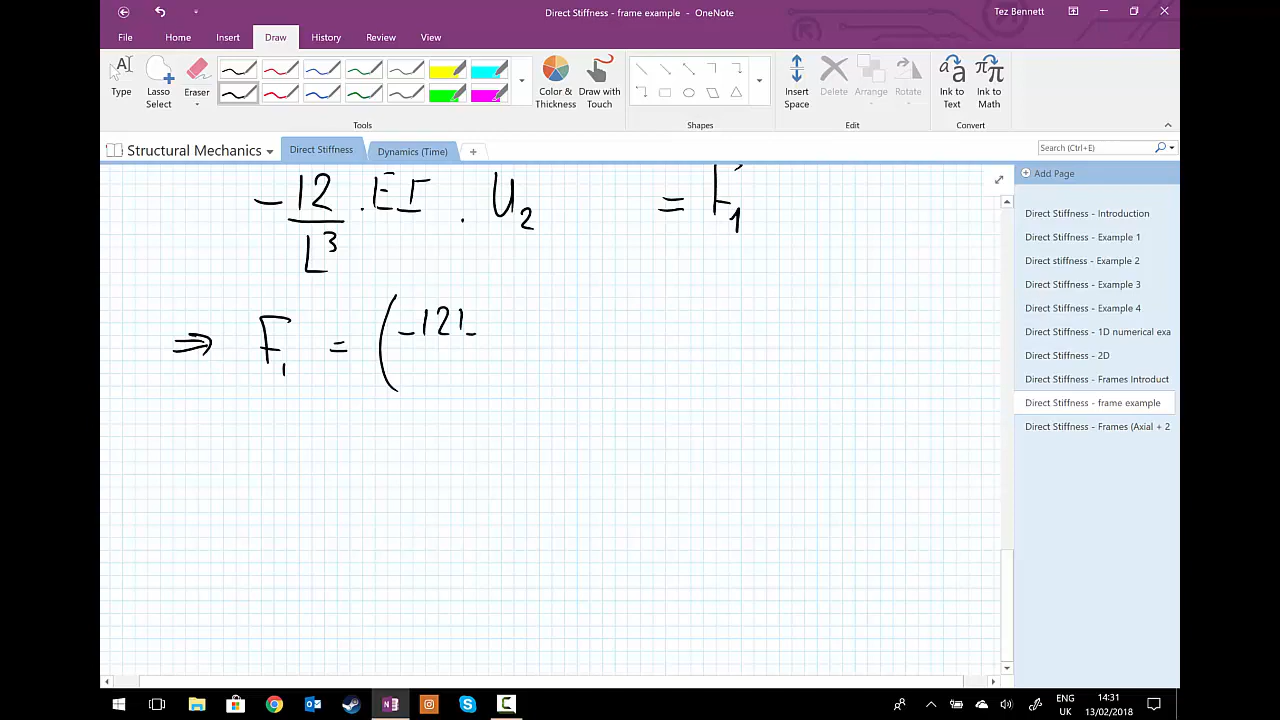 Direct Stiffness - frame example - OneNote
Tez Bennett
File Home Insert Draw History Review View
Type
Lasso Select
Eraser
Color & Thickness
Draw with Touch
Insert Space
Delete
Arrange
Rotate
Ink to Text
Ink to Math
Tools
Shapes
Edit
Convert
Structural Mechanics
Direct Stiffness
Dynamics (Time)
+
Search (Ctrl+E)
Add Page
Direct Stiffness - Introduction
Direct Stiffness - Example 1
Direct stiffness - Example 2
Direct Stiffness - Example 3
Direct Stiffness - Example 4
Direct Stiffness - 1D numerical exa
Direct Stiffness - 2D
Direct Stiffness - Frames Introduct
Direct Stiffness - frame example
Direct Stiffness - Frames (Axial + 2
-12/L³ . EI . U₂ = F₁
⇒ F₁ = ( -12
ENG
UK
14:31
13/02/2018